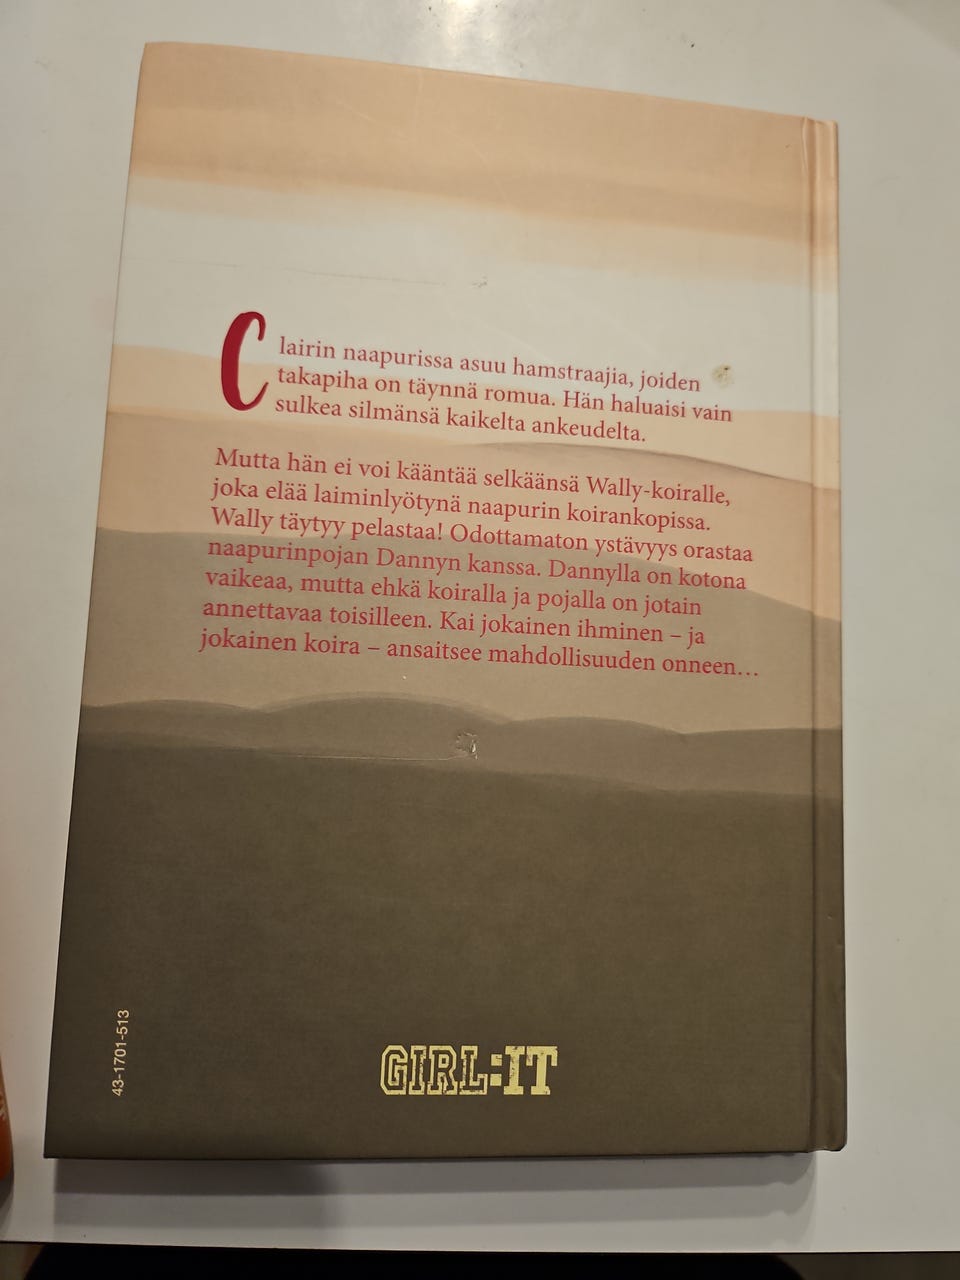 Clairin naapurissa asuu hamstraajia, joiden
takapiha on täynnä romua. Hän haluaisi vain
sulkea silmänsä kaikelta ankeudelta.
Mutta hän ei voi kääntää selkäänsä Wally-koiralle,
joka elää laiminlyötynä naapurin koirankopissa.
Wally täytyy pelastaa! Odottamaton ystävyys orastaa
naapurinpojan Dannyn kanssa. Dannylla on kotona
vaikeaa, mutta ehkä koiralla ja pojalla on jotain
annettavaa toisilleen. Kai jokainen ihminen – ja
jokainen koira – ansaitsee mahdollisuuden onneen…
43-1701-513
GIRL:IT